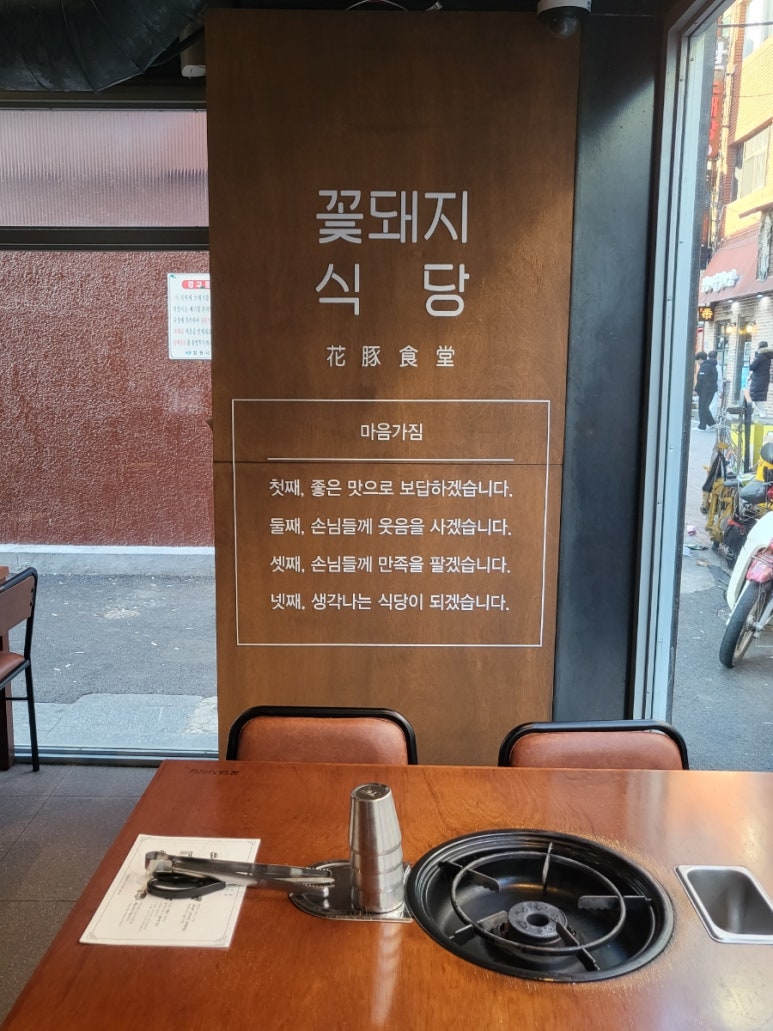 꽃돼지
식 당
花豚食堂
마음가짐
첫째, 좋은 맛으로 보답하겠습니다.
둘째, 손님들께 웃음을 사겠습니다.
셋째, 손님들께 만족을 팔겠습니다.
넷째, 생각나는 식당이 되겠습니다.